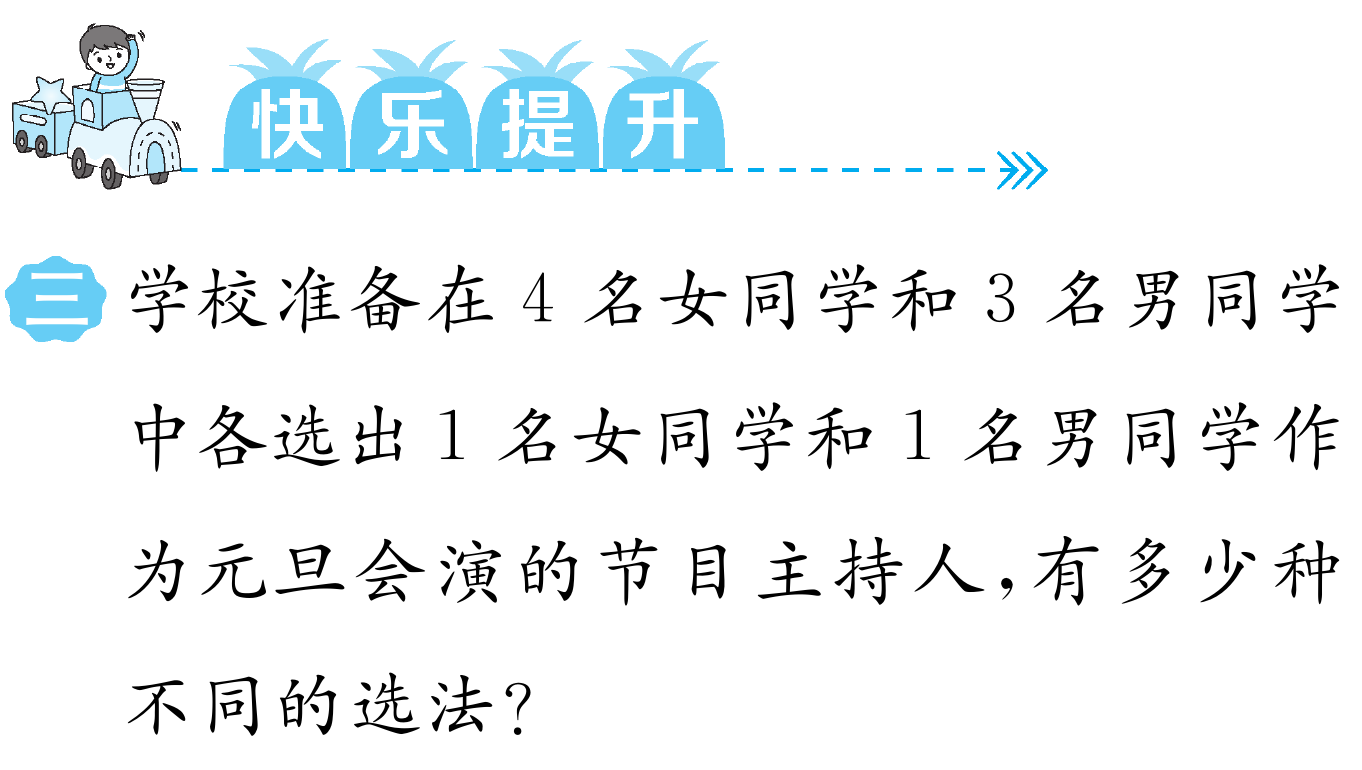 快乐提升
三 学校准备在4名女同学和3名男同学
中各选出1名女同学和1名男同学作
为元旦会演的节目主持人,有多少种
不同的选法?